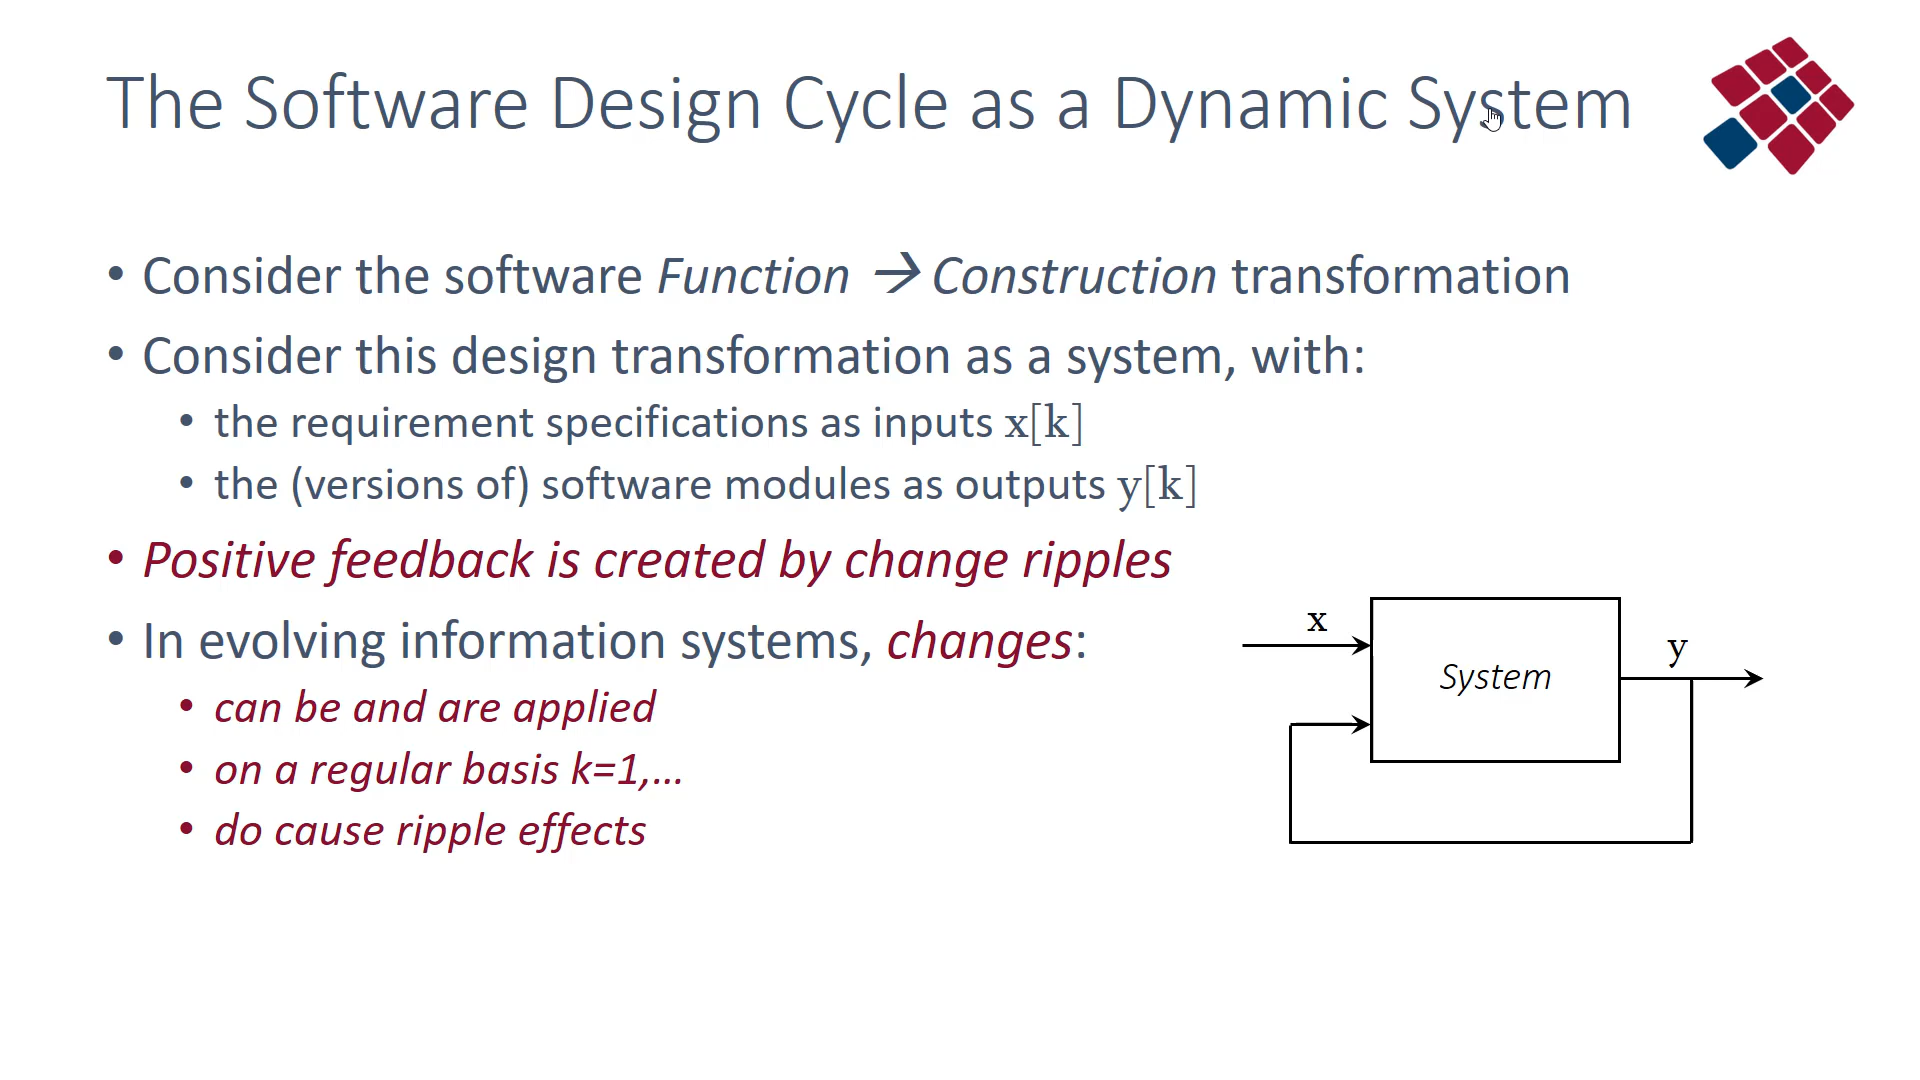 The Software Design Cycle as a Dynamic System
• Consider the software Function → Construction transformation
• Consider this design transformation as a system, with:
• the requirement specifications as inputs x[k]
• the (versions of) software modules as outputs y[k]
• Positive feedback is created by change ripples
• In evolving information systems, changes:
• can be and are applied
• on a regular basis k=1,...
• do cause ripple effects
x
y
System